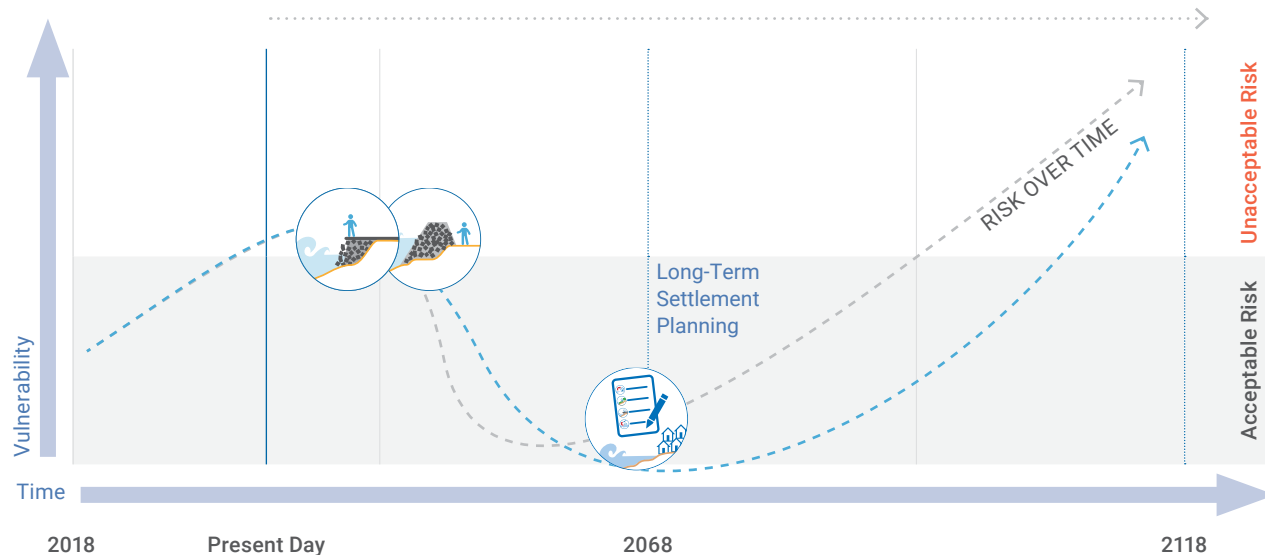 Unacceptable Risk
RISK OVER TIME
Long-Term
Settlement
Planning
Acceptable Risk
Vulnerability
Time
2018
Present Day
2068
2118